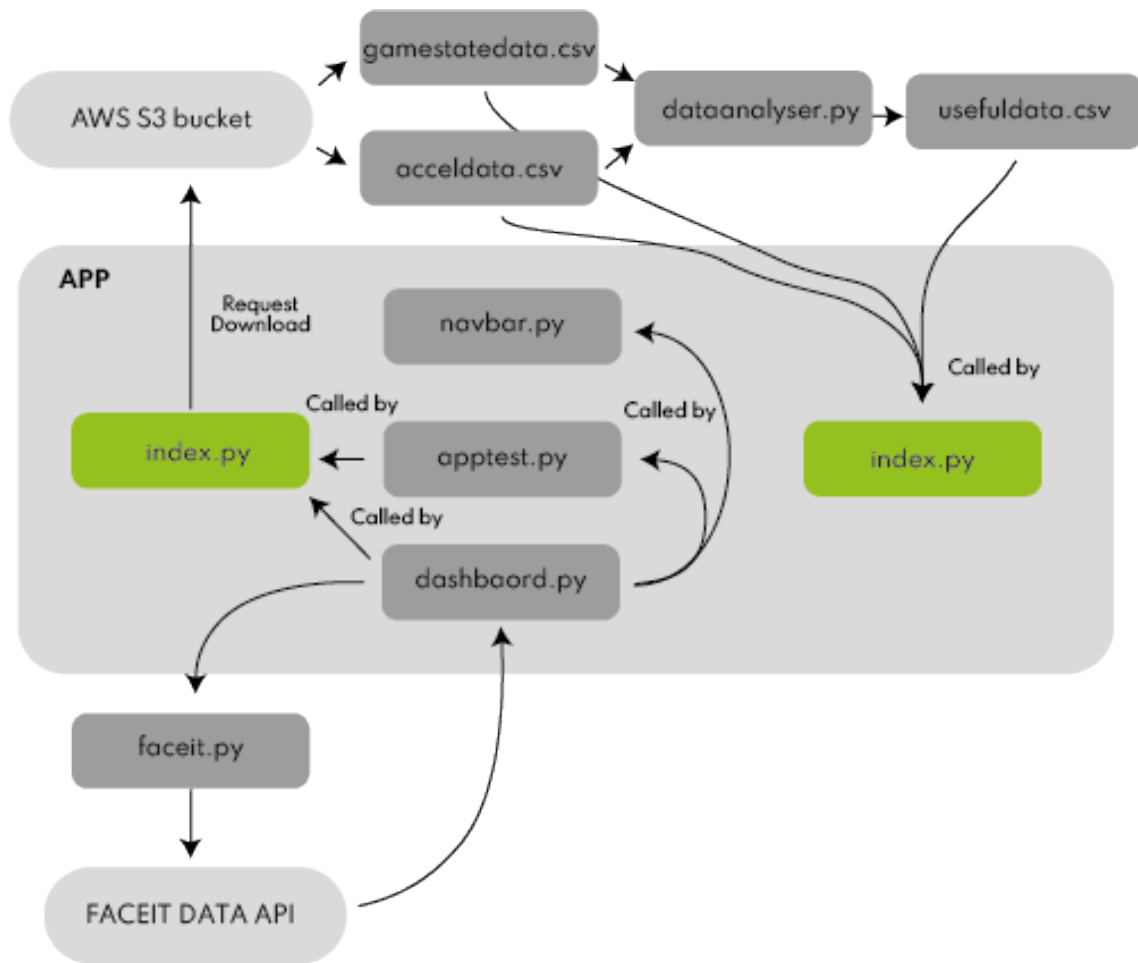 gamestatedata.csv
AWS S3 bucket
dataanalyser.py
usefuldata.csv
acceldata.csv
APP
Request
Download
navbar.py
Called by
Called by
Called by
index.py
apptest.py
index.py
Called by
dashbaord.py
faceit.py
FACEIT DATA API